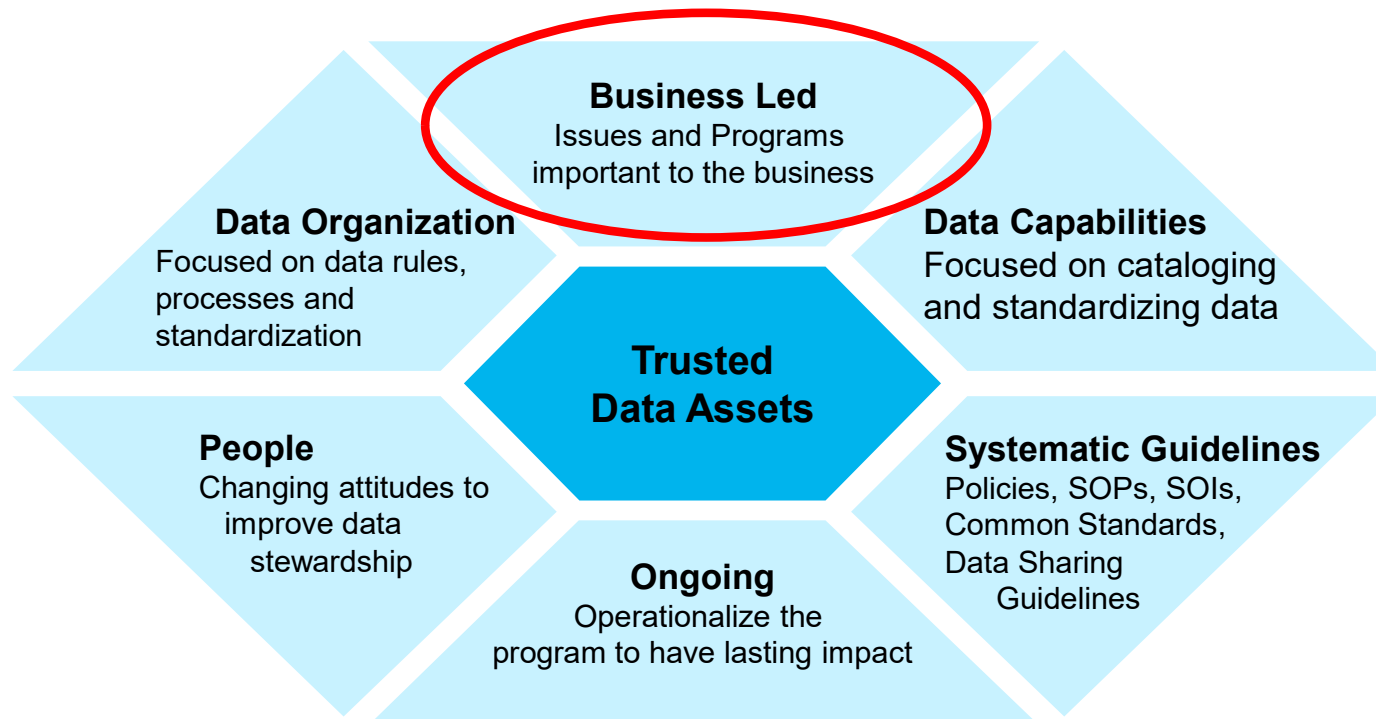 Business Led
Issues and Programs
important to the business
Data Organization
Focused on data rules,
processes and
standardization
Data Capabilities
Focused on cataloging
and standardizing data
Trusted
Data Assets
People
Changing attitudes to
improve data
stewardship
Systematic Guidelines
Policies, SOPs, SOIs,
Common Standards,
Data Sharing
Guidelines
Ongoing
Operationalize the
program to have lasting impact